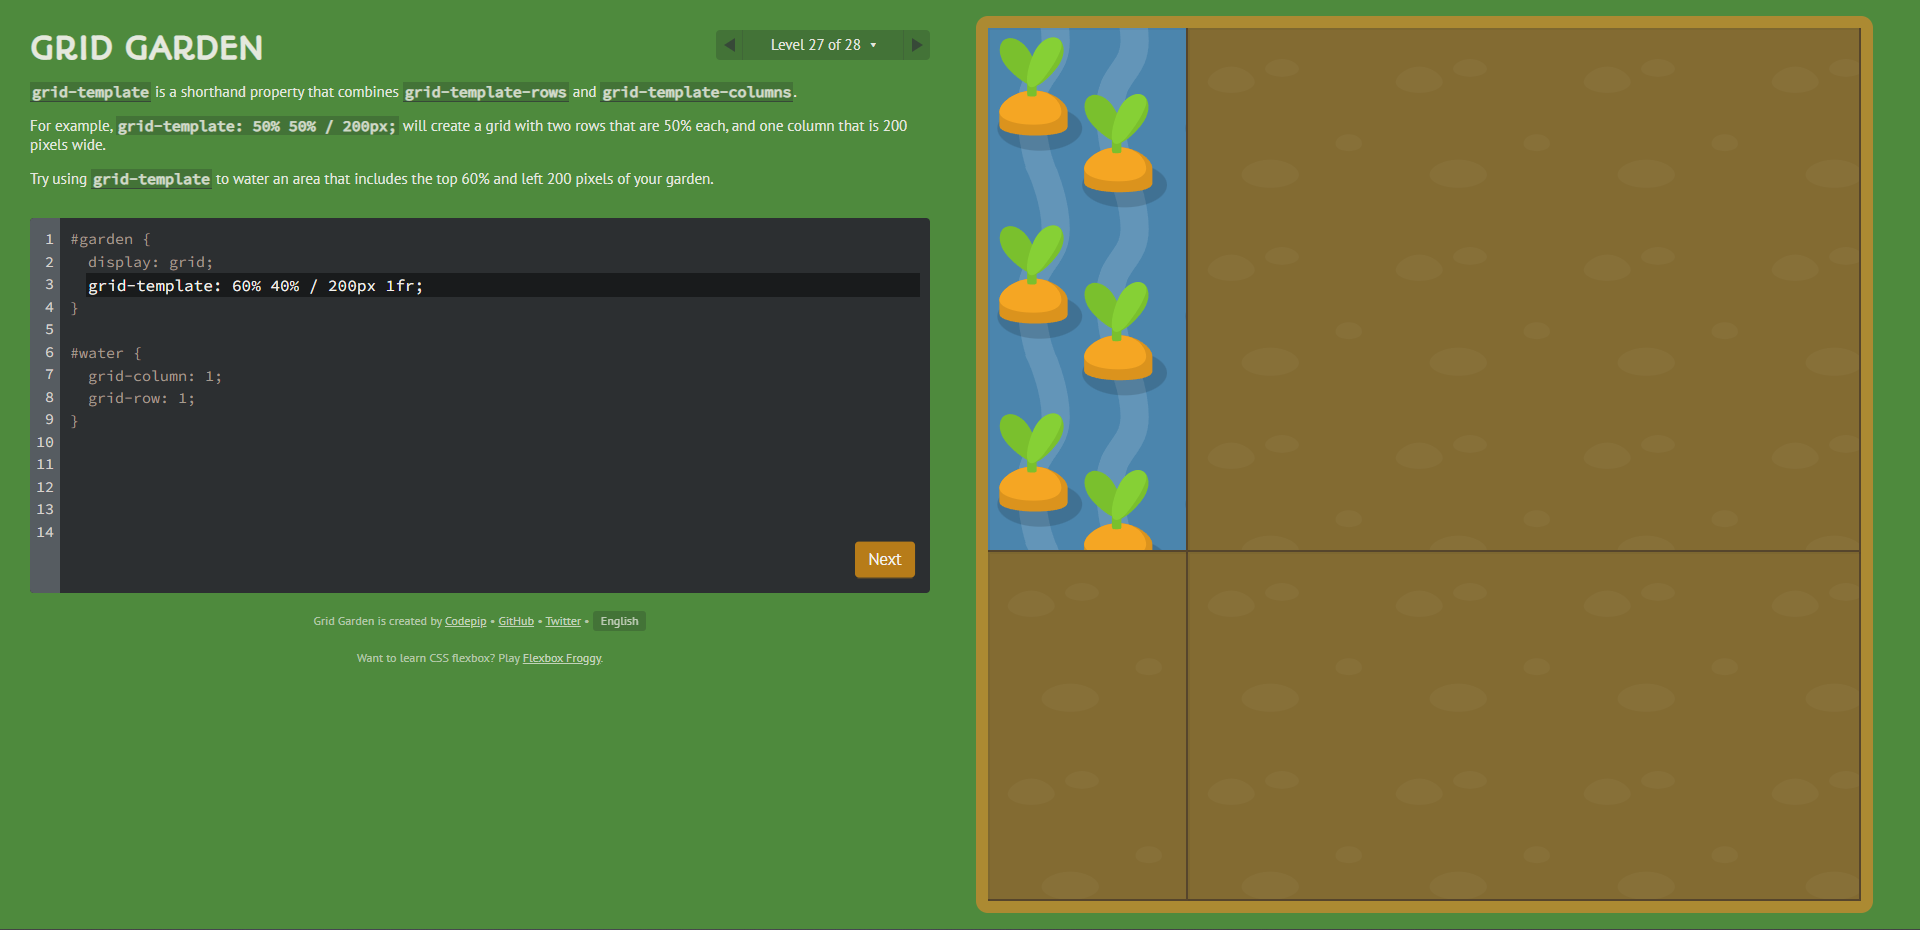 GRID GARDEN
◀ Level 27 of 28 ▾ ▶
grid-template is a shorthand property that combines grid-template-rows and grid-template-columns.
For example, grid-template: 50% 50% / 200px; will create a grid with two rows that are 50% each, and one column that is 200
pixels wide.
Try using grid-template to water an area that includes the top 60% and left 200 pixels of your garden.
1 #garden {
2 display: grid;
3 grid-template: 60% 40% / 200px 1fr;
4 }
5
6 #water {
7 grid-column: 1;
8 grid-row: 1;
9 }
10
11
12
13
14
Next
Grid Garden is created by Codepip • GitHub • Twitter • English
Want to learn CSS flexbox? Play Flexbox Froggy.